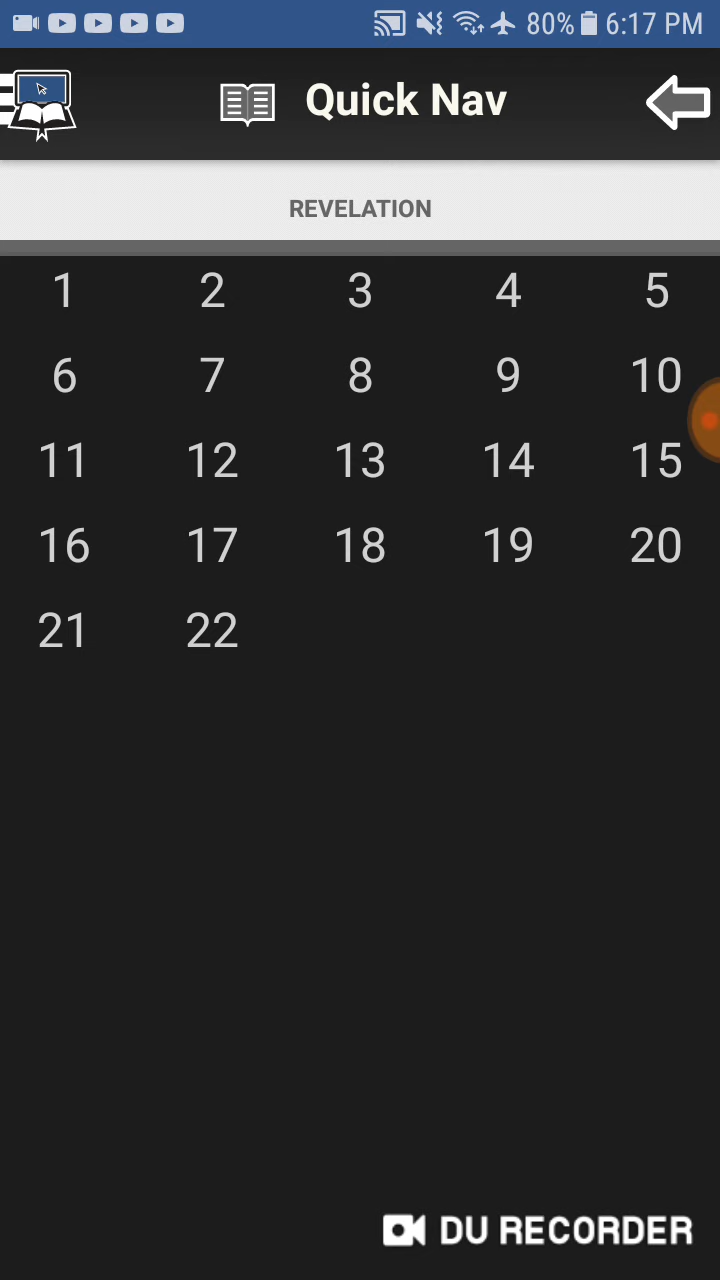 80% 6:17 PM
Quick Nav
REVELATION
1 2 3 4 5
6 7 8 9 10
11 12 13 14 15
16 17 18 19 20
21 22
DU RECORDER